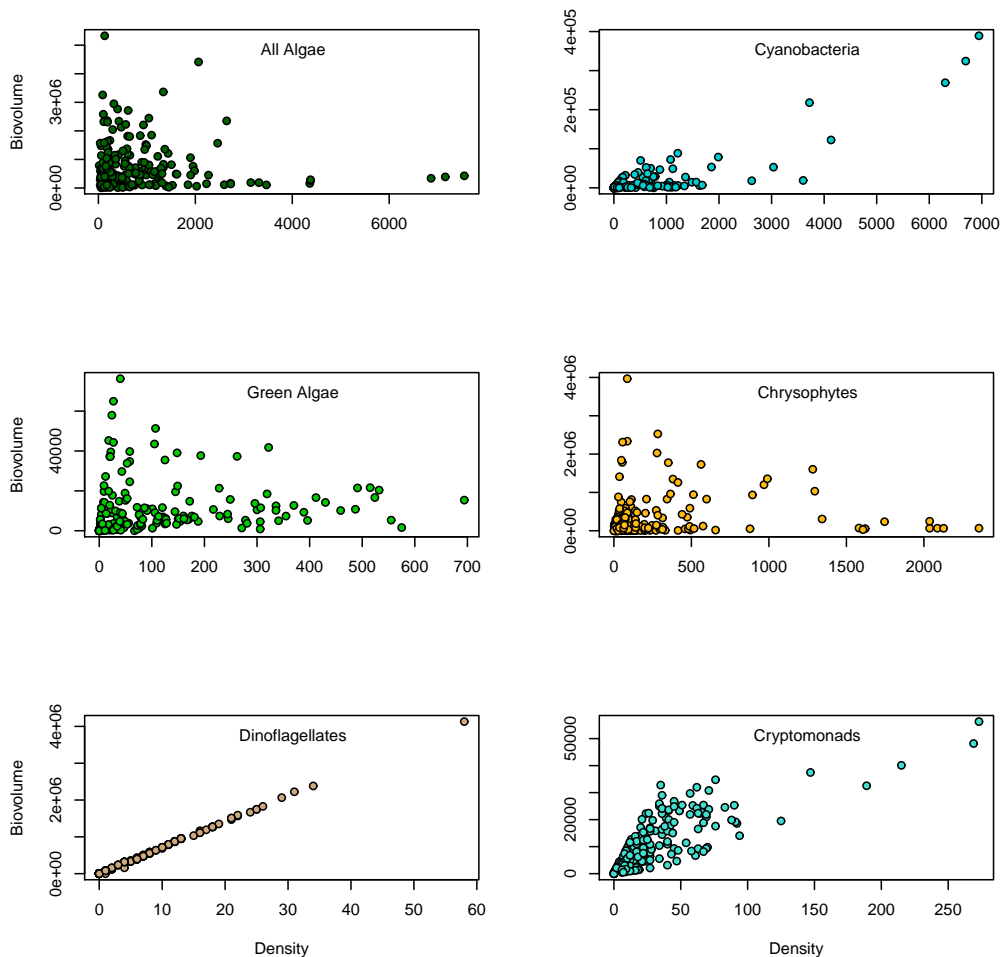 All Algae
Biovolume
0e+00 3e+06
0 2000 4000 6000
Cyanobacteria
0e+00 2e+05 4e+05
0 1000 2000 3000 4000 5000 6000 7000
Green Algae
Biovolume
0 40000
0 100 200 300 400 500 600 700
Chrysophytes
0e+00 2e+06 4e+06
0 500 1000 1500 2000
Dinoflagellates
Biovolume
0e+00 2e+06 4e+06
0 10 20 30 40 50 60
Density
Cryptomonads
0 20000 50000
0 50 100 150 200 250
Density